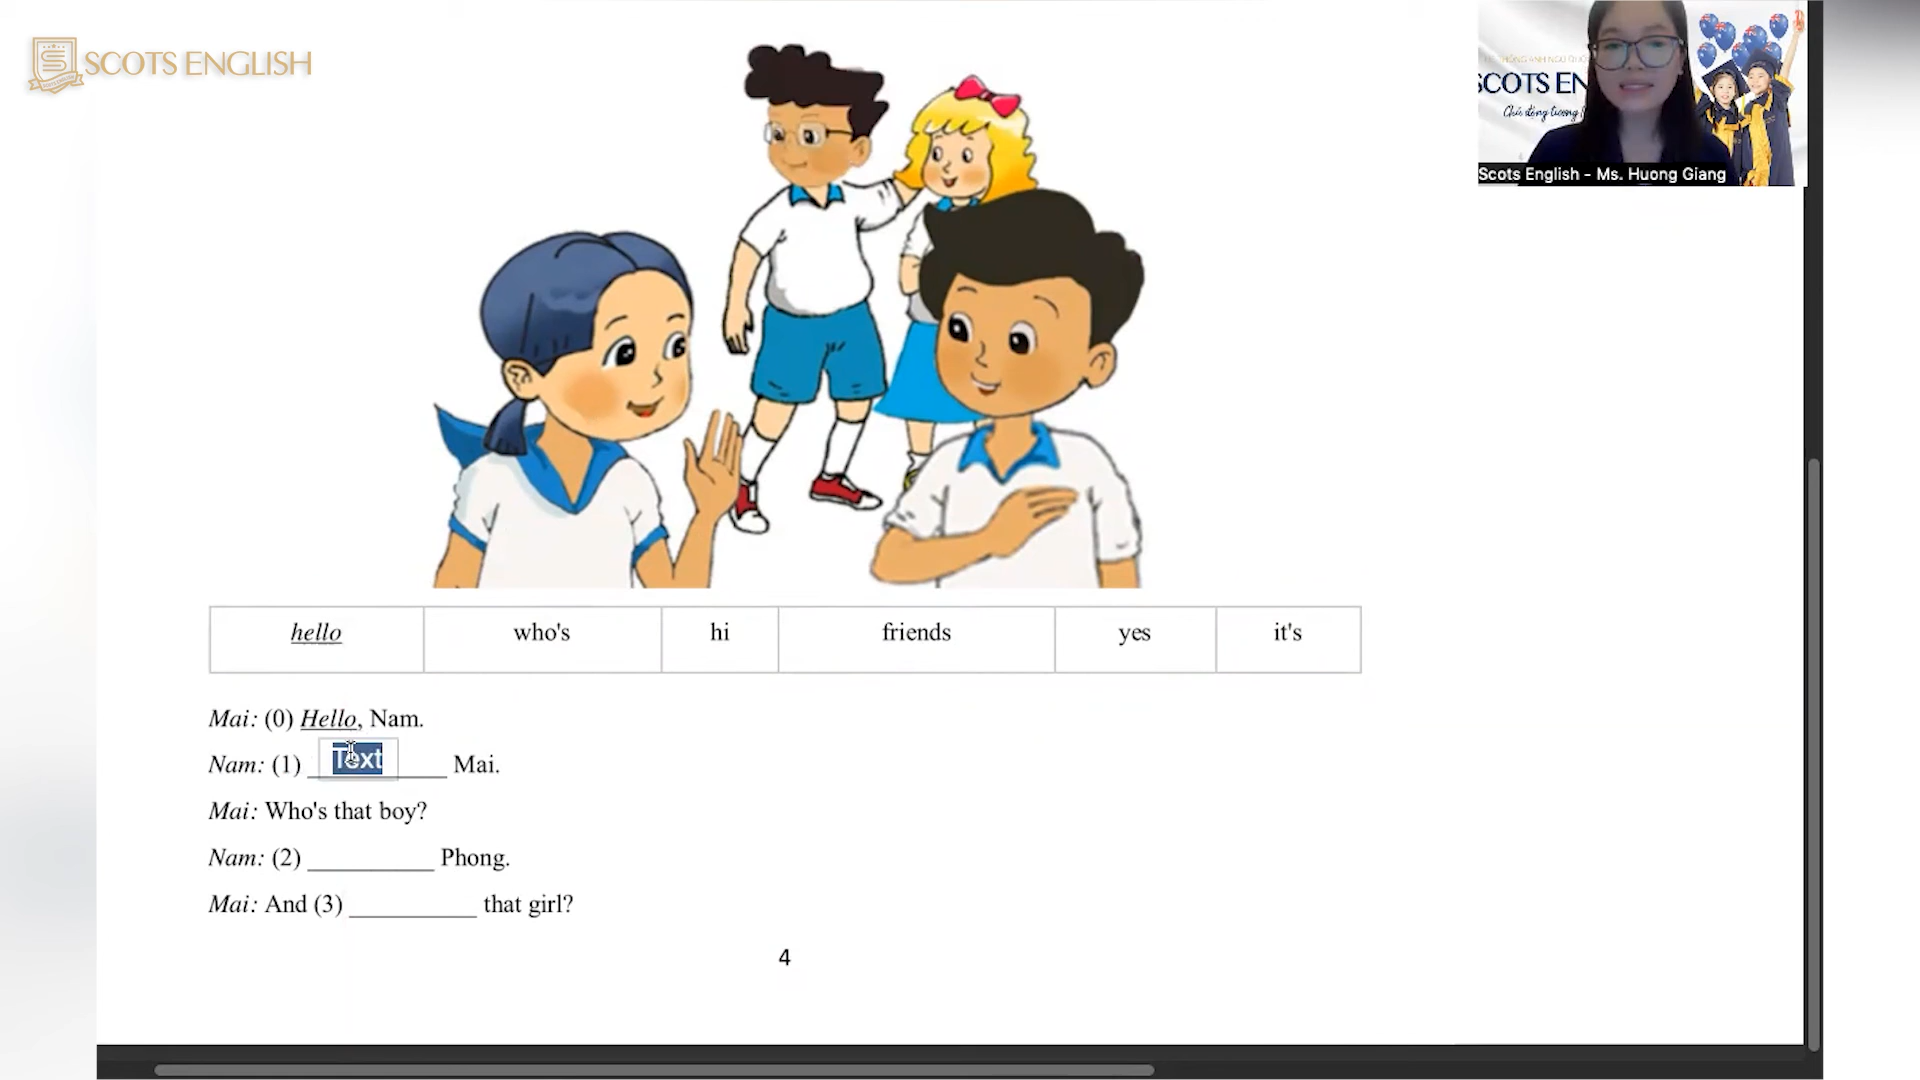 SCOTS ENGLISH
SCOTS EN
Scots English - Ms. Huong Giang
hello who's hi friends yes it's
Mai: (0) Hello, Nam.
Nam: (1) __________ Mai.
Text
Mai: Who's that boy?
Nam: (2) __________ Phong.
Mai: And (3) __________ that girl?
4